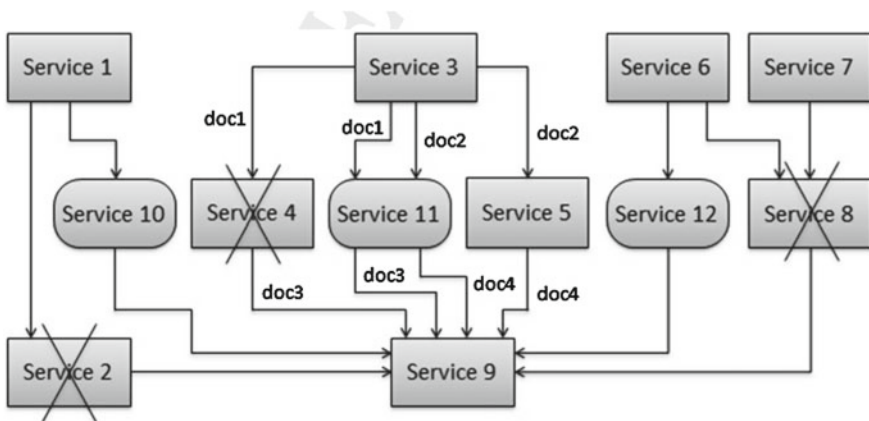 Service 1
Service 3
Service 6
Service 7
doc1
doc1
doc2
doc2
Service 10
Service 4
Service 11
Service 5
Service 12
Service 8
doc3
doc3
doc4
doc4
Service 2
Service 9